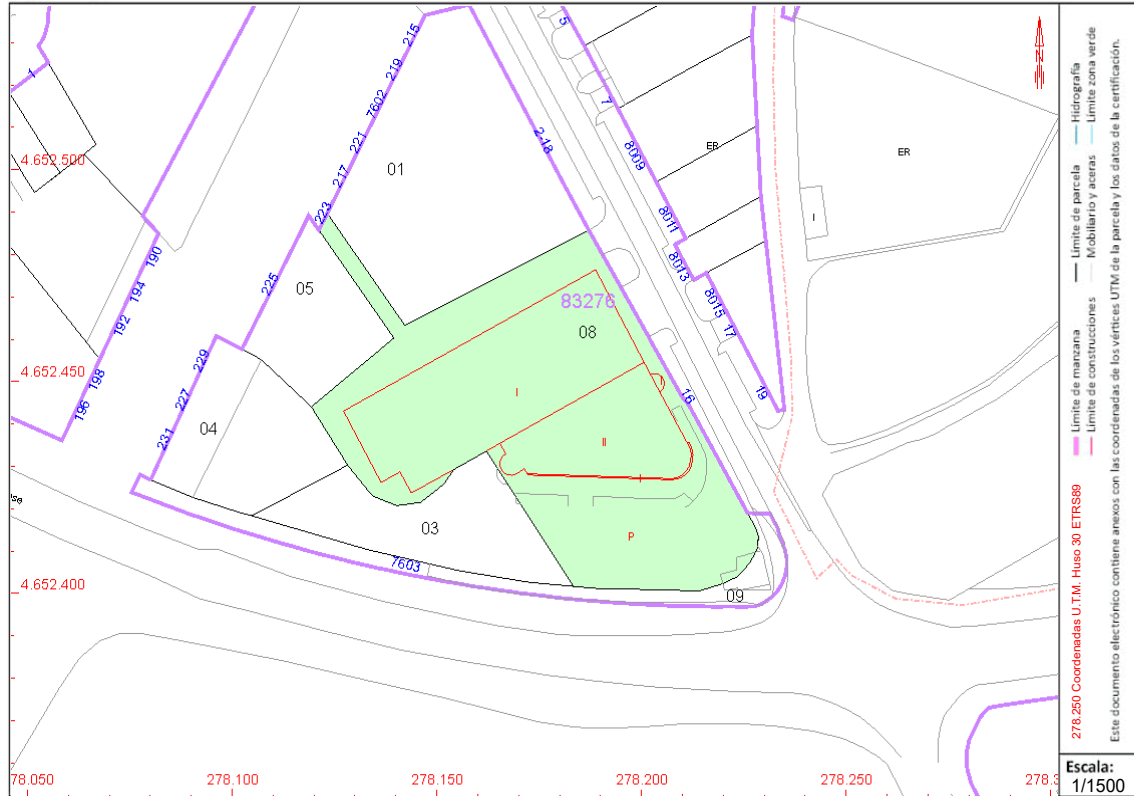 5
215
219
7602
221
217
223
01
2-18
7
8009
ER
ER
1
N
4.652.500
8011
I
190
8013
225
05
194
83276
8015
08
192
17
4.652.450
229
198
I
I
16
19
196
227
04
231
II
I
03
P
7603
4.652.400
09
278.050
278.100
278.150
278.200
278.250
278.3
Límite de manzana
Límite de parcela
Hidrografía
Límite de construcciones
Mobiliario y aceras
Límite zona verde
278.250 Coordenadas U.T.M. Huso 30 ETRS89
Este documento electrónico contiene anexos con las coordenadas de los vértices UTM de la parcela y los datos de la certificación.
Escala:
1/1500